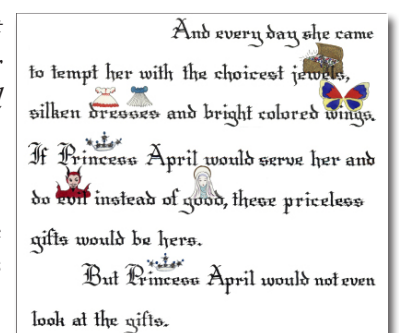 And every day she came
to tempt her with the choicest jewels,
silken dresses and bright colored wings.
If Princess April would serve her and
do evil instead of good, these priceless
gifts would be hers.
But Princess April would not even
look at the gifts.